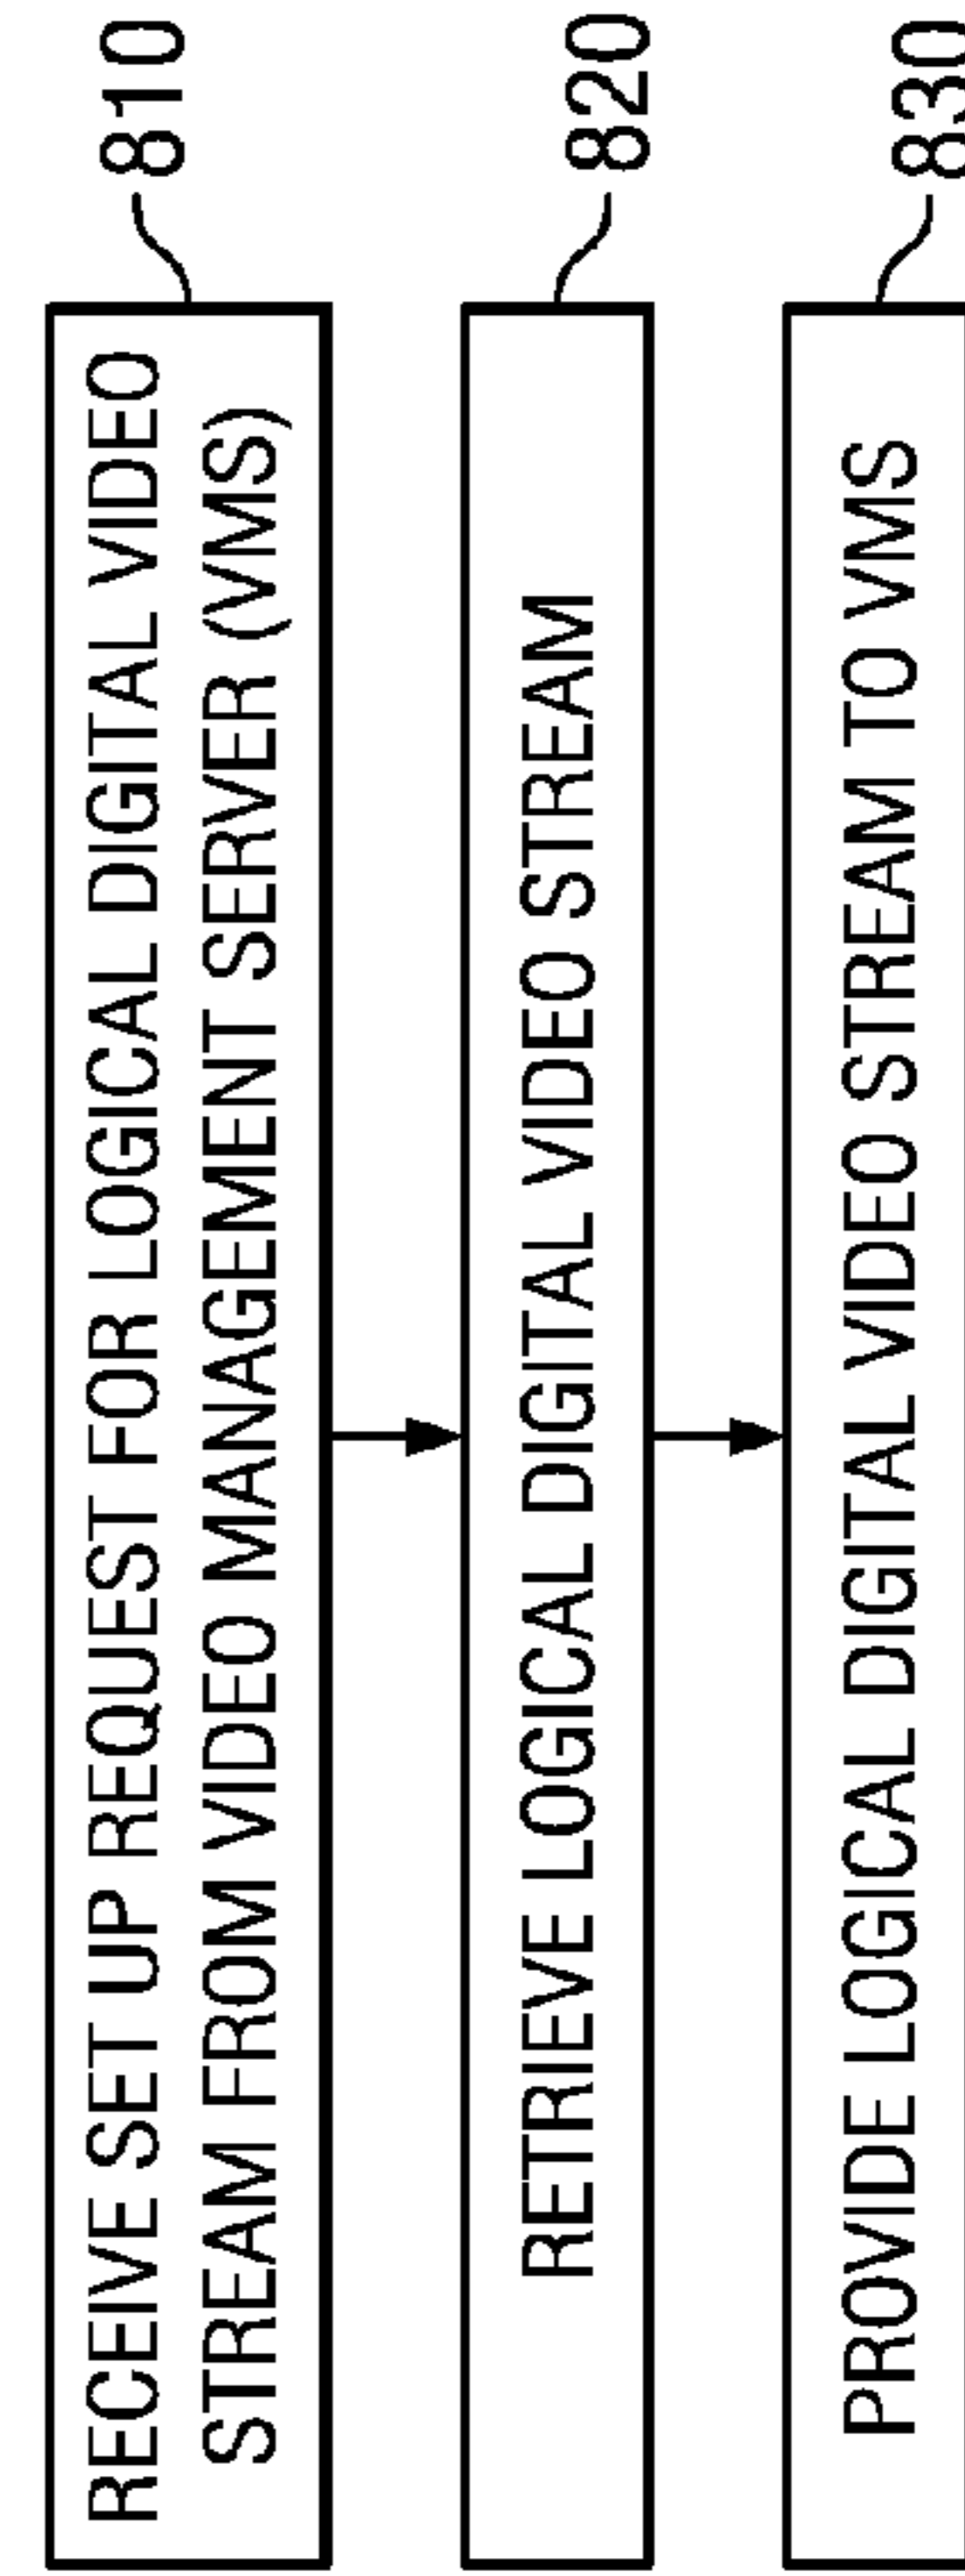 RECEIVE SET UP REQUEST FOR LOGICAL DIGITAL VIDEO
STREAM FROM VIDEO MANAGEMENT SERVER (VMS)
810
RETRIEVE LOGICAL DIGITAL VIDEO STREAM
820
PROVIDE LOGICAL DIGITAL VIDEO STREAM TO VMS
830